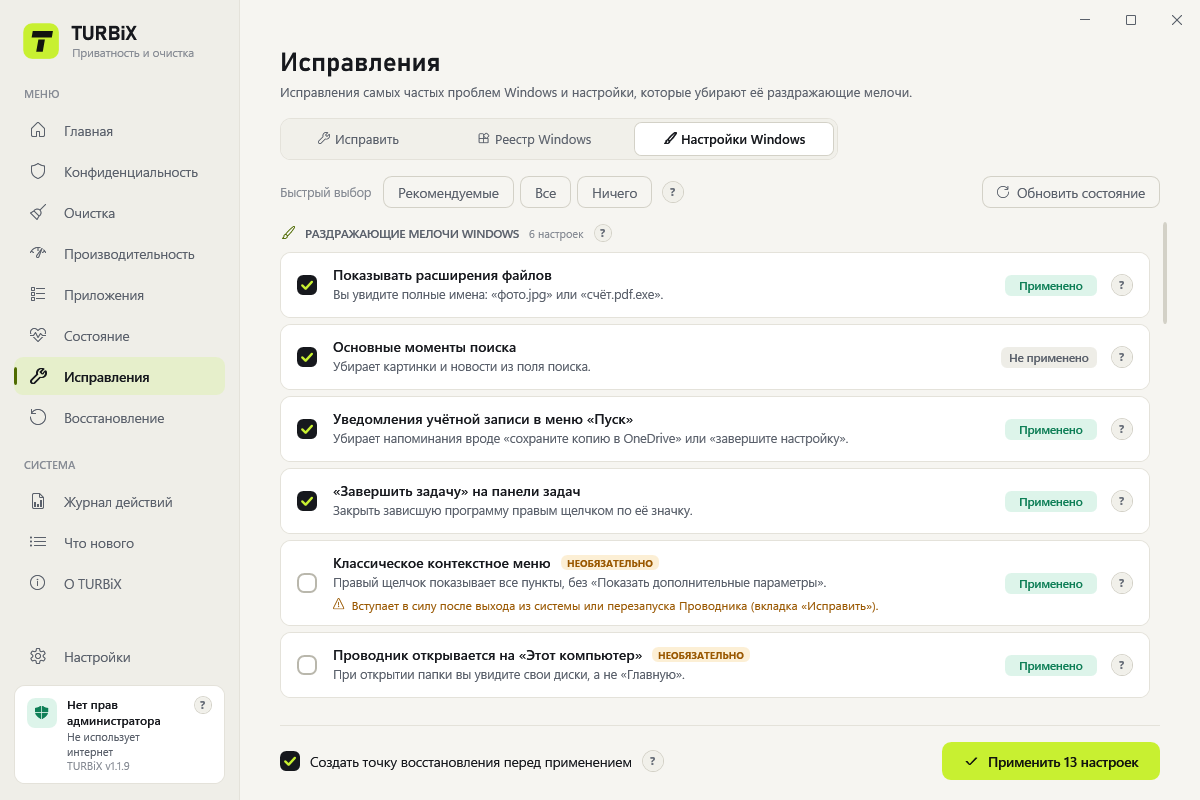 TURBiX
Приватность и очистка
МЕНЮ
Главная
Конфиденциальность
Очистка
Производительность
Приложения
Состояние
Исправления
Восстановление
СИСТЕМА
Журнал действий
Что нового
О TURBiX
Настройки
Нет прав
администратора
?
Не использует
интернет
TURBiX v1.1.9
Исправления
Исправления самых частых проблем Windows и настройки, которые убирают её раздражающие мелочи.
Исправить Реестр Windows Настройки Windows
Быстрый выбор Рекомендуемые Все Ничего ? Обновить состояние
РАЗДРАЖАЮЩИЕ МЕЛОЧИ WINDOWS 6 настроек ?
Показывать расширения файлов
Вы увидите полные имена: «фото.jpg» или «счёт.pdf.exe».
Применено ?
Основные моменты поиска
Убирает картинки и новости из поля поиска.
Не применено ?
Уведомления учётной записи в меню «Пуск»
Убирает напоминания вроде «сохраните копию в OneDrive» или «завершите настройку».
Применено ?
«Завершить задачу» на панели задач
Закрыть зависшую программу правым щелчком по её значку.
Применено ?
Классическое контекстное меню НЕОБЯЗАТЕЛЬНО
Правый щелчок показывает все пункты, без «Показать дополнительные параметры».
Вступает в силу после выхода из системы или перезапуска Проводника (вкладка «Исправить»).
Применено ?
Проводник открывается на «Этот компьютер» НЕОБЯЗАТЕЛЬНО
При открытии папки вы увидите свои диски, а не «Главную».
Применено ?
Создать точку восстановления перед применением ?
Применить 13 настроек